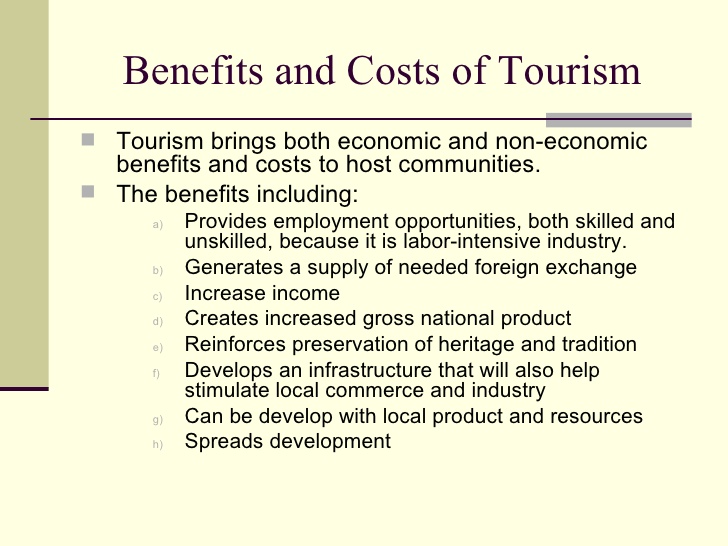 Benefits and Costs of Tourism
Tourism brings both economic and non-economic
benefits and costs to host communities.
The benefits including:
a) Provides employment opportunities, both skilled and
unskilled, because it is labor-intensive industry.
b) Generates a supply of needed foreign exchange
c) Increase income
d) Creates increased gross national product
e) Reinforces preservation of heritage and tradition
f) Develops an infrastructure that will also help
stimulate local commerce and industry
g) Can be develop with local product and resources
h) Spreads development